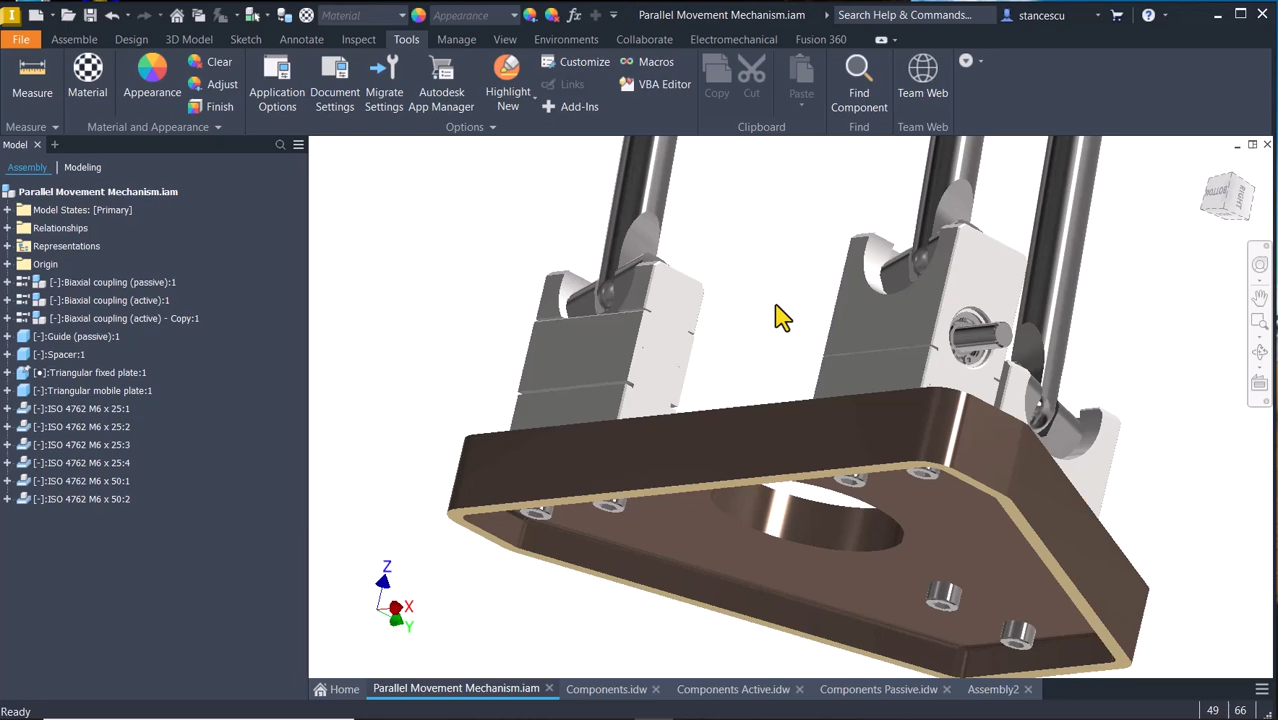 Material
Appearance
Parallel Movement Mechanism.iam
Search Help & Commands...
stancescu
File
Assemble
Design
3D Model
Sketch
Annotate
Inspect
Tools
Manage
View
Environments
Collaborate
Electromechanical
Fusion 360
Measure
Material
Appearance
Clear
Adjust
Finish
Application
Options
Document
Settings
Migrate
Settings
Autodesk
App Manager
Highlight
New
Customize
Links
Add-Ins
Macros
VBA Editor
Copy
Cut
Paste
Find
Component
Team Web
Measure
Material and Appearance
Options
Clipboard
Find
Team Web
Model
Assembly
Modeling
Parallel Movement Mechanism.iam
Model States: [Primary]
Relationships
Representations
Origin
[-]:Biaxial coupling (passive):1
[-]:Biaxial coupling (active):1
[-]:Biaxial coupling (active) - Copy:1
[-]:Guide (passive):1
[-]:Spacer:1
[●]:Triangular fixed plate:1
[-]:Triangular mobile plate:1
[-]:ISO 4762 M6 x 25:1
[-]:ISO 4762 M6 x 25:2
[-]:ISO 4762 M6 x 25:3
[-]:ISO 4762 M6 x 25:4
[-]:ISO 4762 M6 x 50:1
[-]:ISO 4762 M6 x 50:2
BOTTOM
RIGHT
Z
X
Y
Home
Parallel Movement Mechanism.iam
Components.idw
Components Active.idw
Components Passive.idw
Assembly2
Ready
49
66